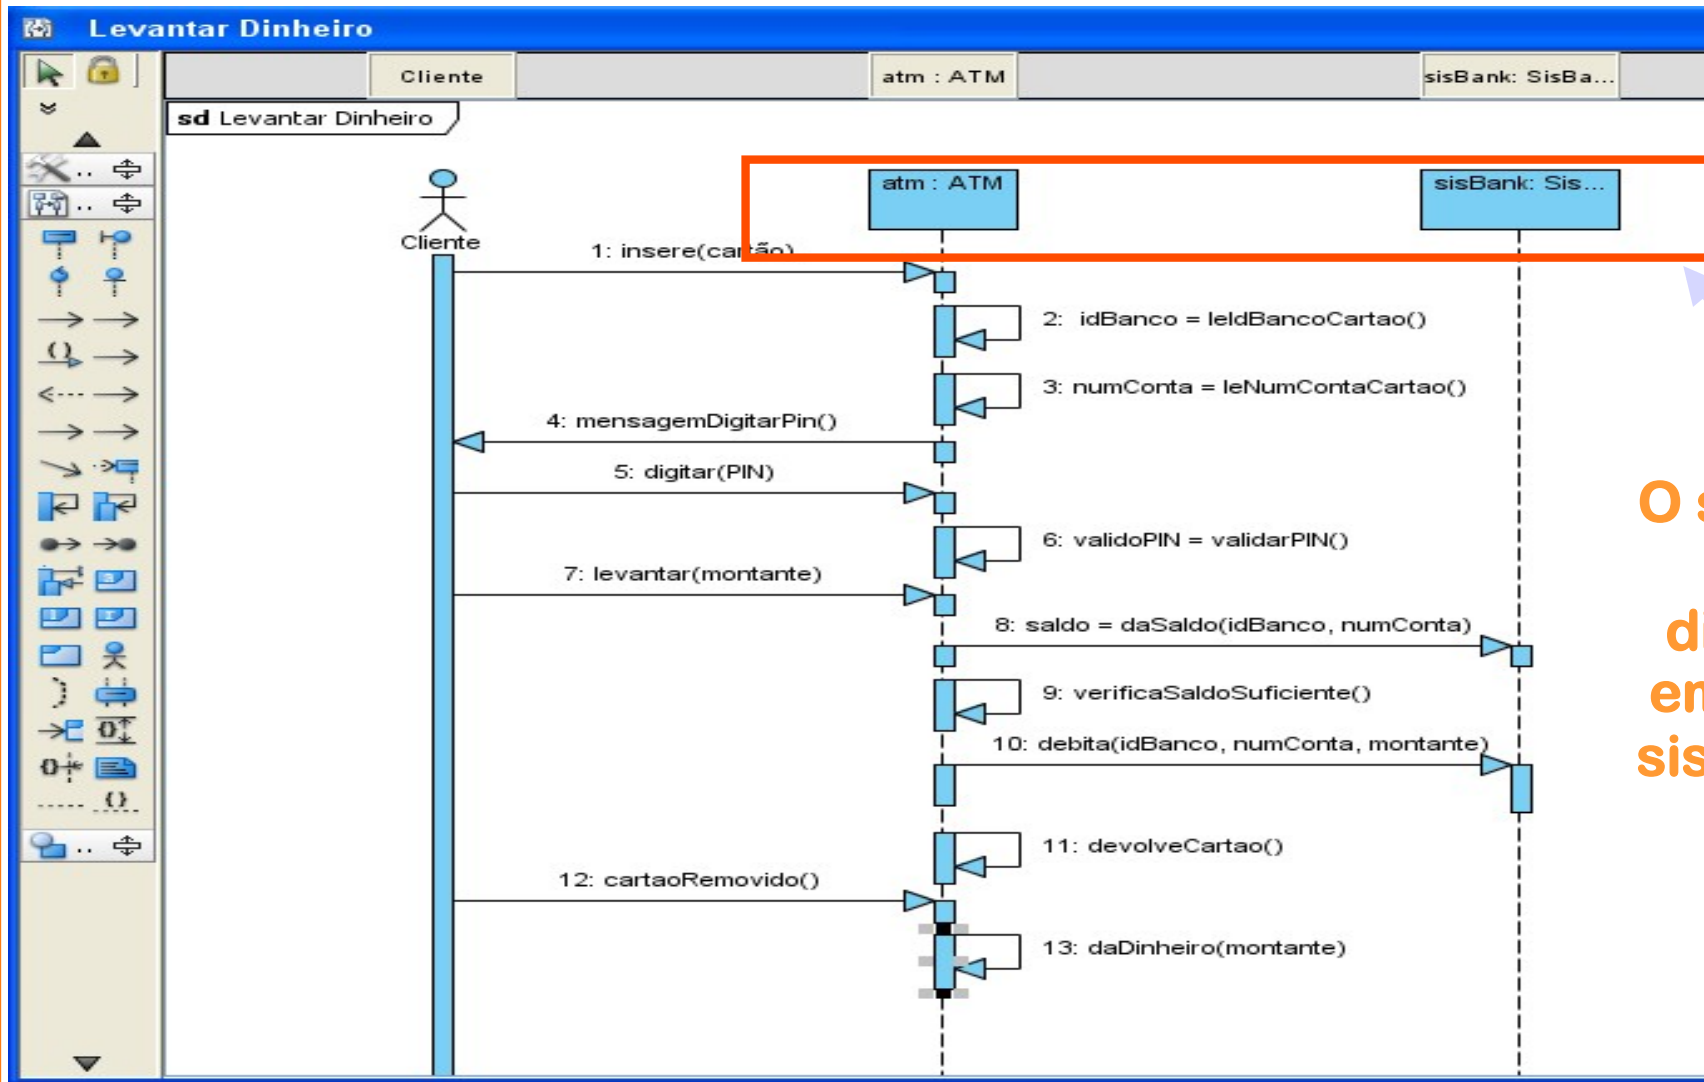 Levantar Dinheiro
Cliente
atm : ATM
sisBank: SisBa...
sd Levantar Dinheiro
atm : ATM
sisBank: Sis...
Cliente
1: insere(cartão)
2: idBanco = leIdBancoCartao()
3: numConta = leNumContaCartao()
4: mensagemDigitarPin()
5: digitar(PIN)
6: validoPIN = validarPIN()
7: levantar(montante)
8: saldo = daSaldo(idBanco, numConta)
9: verificaSaldoSuficiente()
10: debita(idBanco, numConta, montante)
11: devolveCartao()
12: cartaoRemovido()
13: daDinheiro(montante)
O